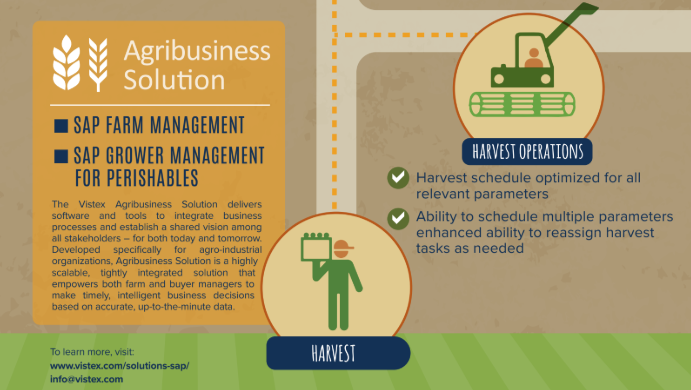 Agribusiness
Solution
SAP FARM MANAGEMENT
SAP GROWER MANAGEMENT
FOR PERISHABLES
The Vistex Agribusiness Solution delivers
software and tools to integrate business
processes and establish a shared vision among
all stakeholders – for both today and tomorrow.
Developed specifically for agro-industrial
organizations, Agribusiness Solution is a highly
scalable, tightly integrated solution that
empowers both farm and buyer managers to
make timely, intelligent business decisions
based on accurate, up-to-the-minute data.
To learn more, visit:
www.vistex.com/solutions-sap/
info@vistex.com
HARVEST
HARVEST OPERATIONS
Harvest schedule optimized for all
relevant parameters
Ability to schedule multiple parameters
enhanced ability to reassign harvest
tasks as needed